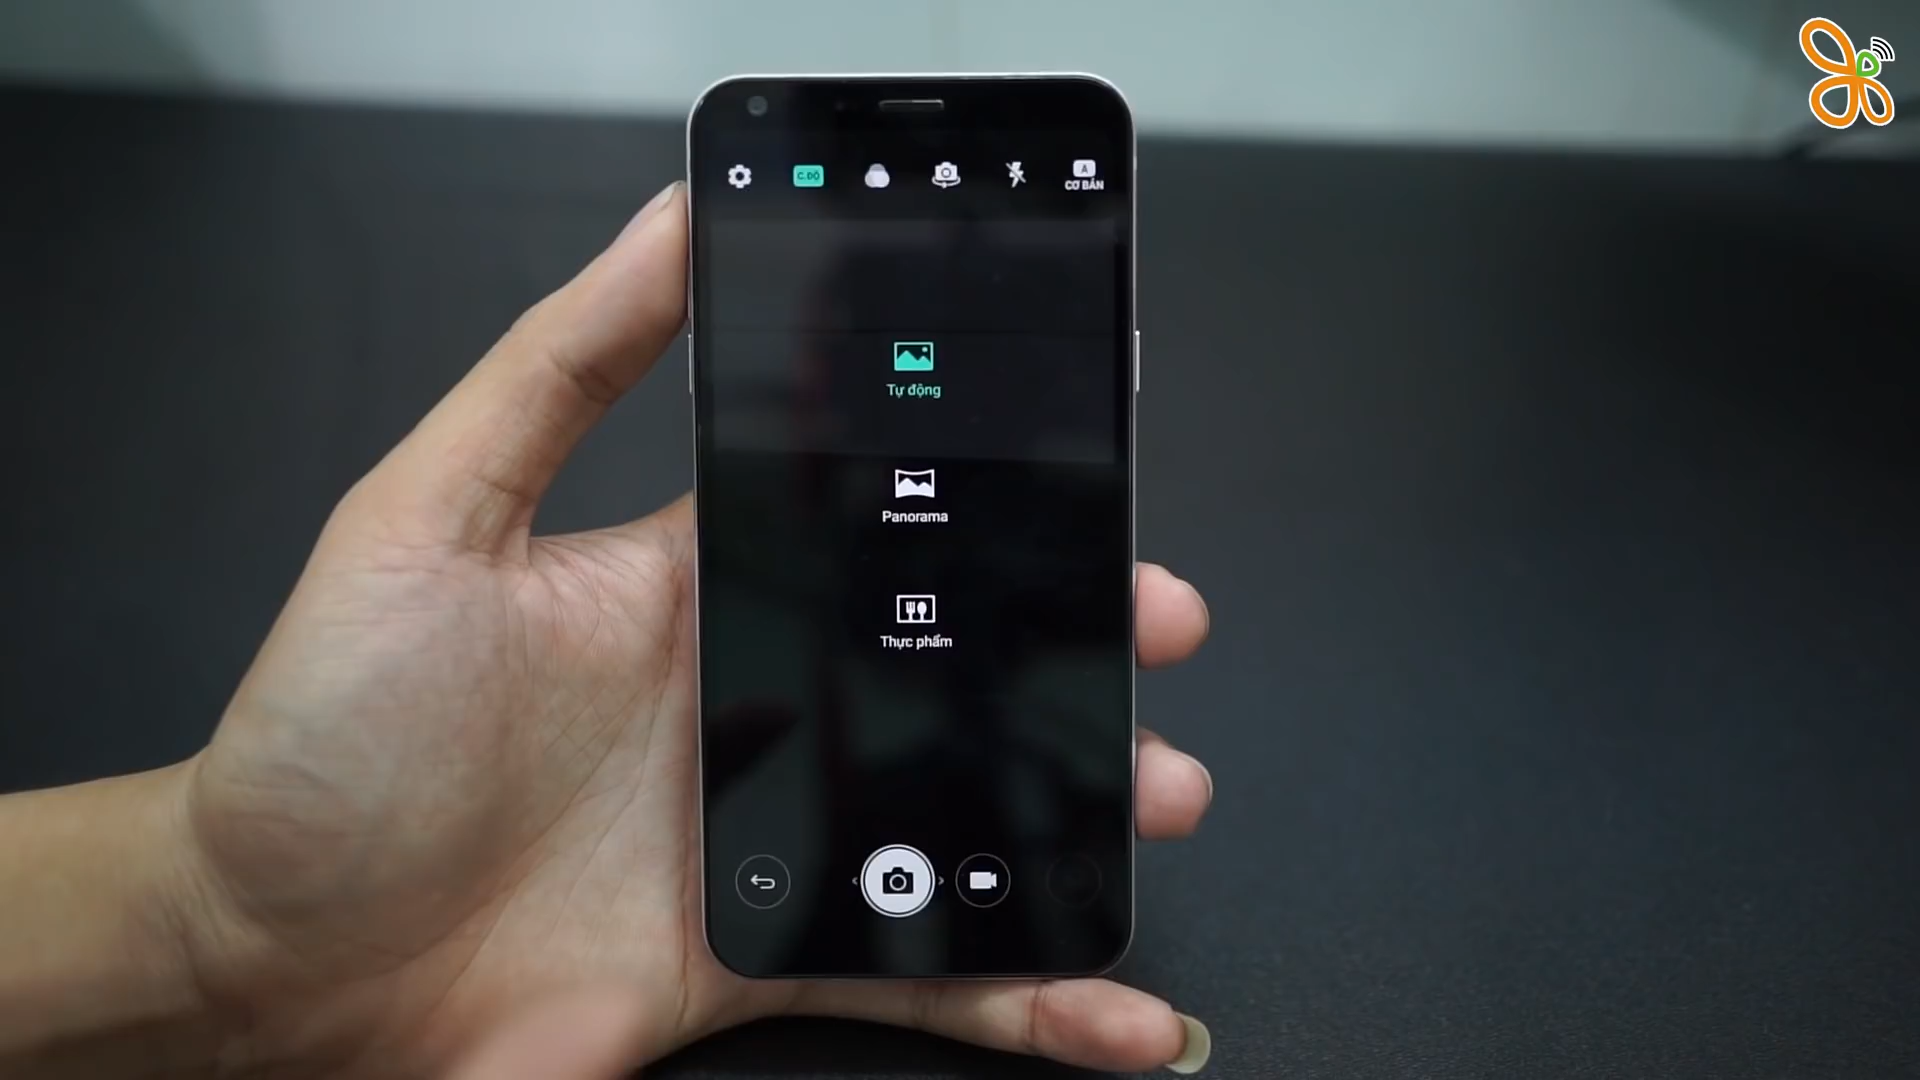 C.ĐỘ
A
CƠ BẢN
Tự động
Panorama
Thực phẩm